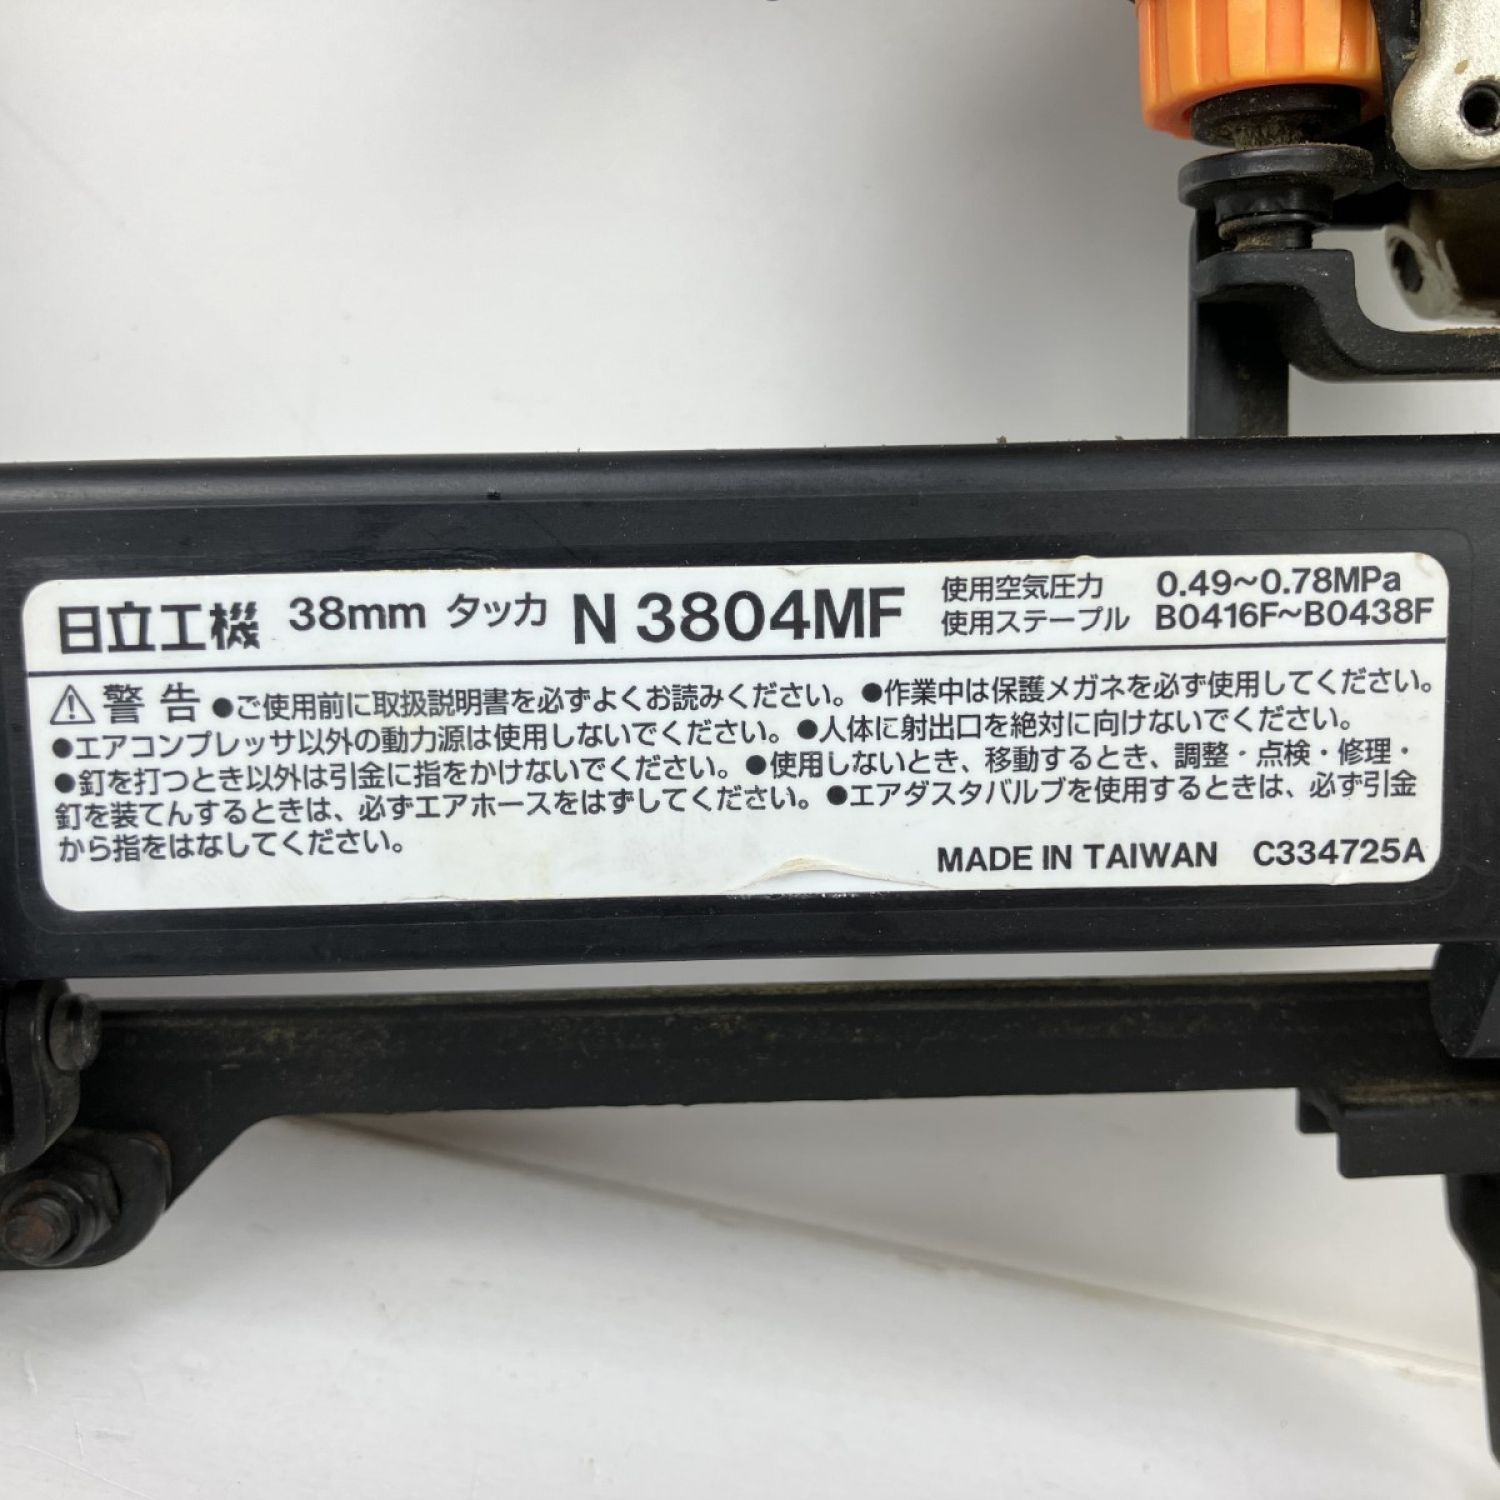 日立工機 38mm タッカ N 3804MF 使用空気圧力 0.49~0.78MPa
使用ステープル B0416F~B0438F
⚠警告 ●ご使用前に取扱説明書を必ずよくお読みください。●作業中は保護メガネを必ず使用してください。
●エアコンプレッサ以外の動力源は使用しないでください。●人体に射出口を絶対に向けないでください。
●釘を打つとき以外は引金に指をかけないでください。●使用しないとき、移動するとき、調整・点検・修理・
釘を装てんするときは、必ずエアホースをはずしてください。●エアダスタバルブを使用するときは、必ず引金
から指をはなしてください。
MADE IN TAIWAN C334725A